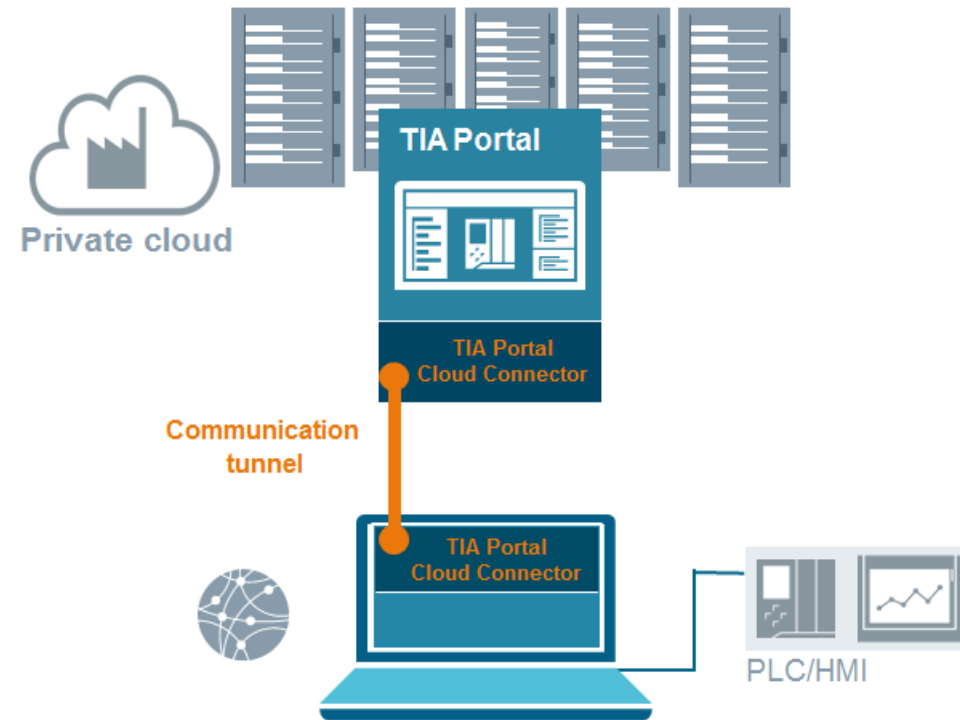 TIA Portal
Private cloud
TIA Portal
Cloud Connector
Communication
tunnel
TIA Portal
Cloud Connector
PLC/HMI